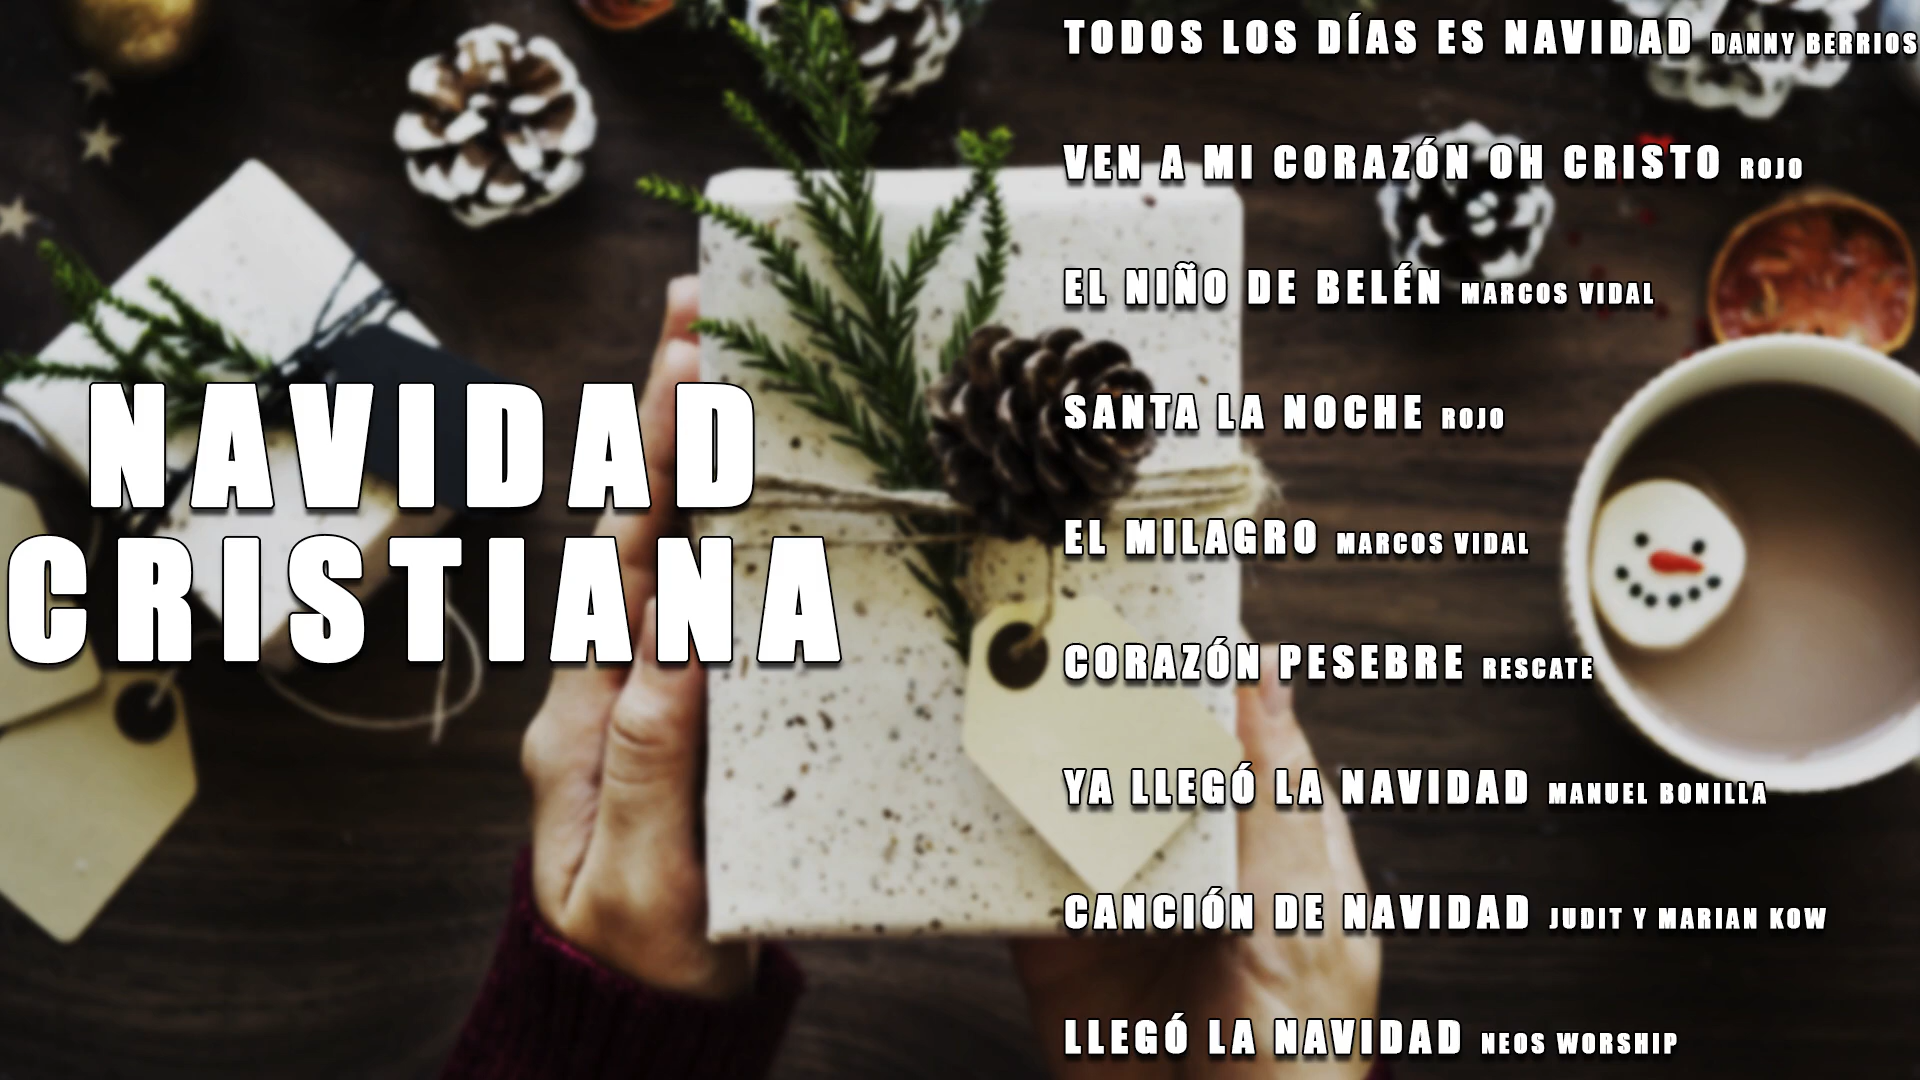 NAVIDAD
CRISTIANA
TODOS LOS DÍAS ES NAVIDAD DANNY BERRIOS
VEN A MI CORAZÓN OH CRISTO ROJO
EL NIÑO DE BELÉN MARCOS VIDAL
SANTA LA NOCHE ROJO
EL MILAGRO MARCOS VIDAL
CORAZÓN PESEBRE RESCATE
YA LLEGÓ LA NAVIDAD MANUEL BONILLA
CANCIÓN DE NAVIDAD JUDIT Y MARIAN KOW
LLEGÓ LA NAVIDAD NEOS WORSHIP